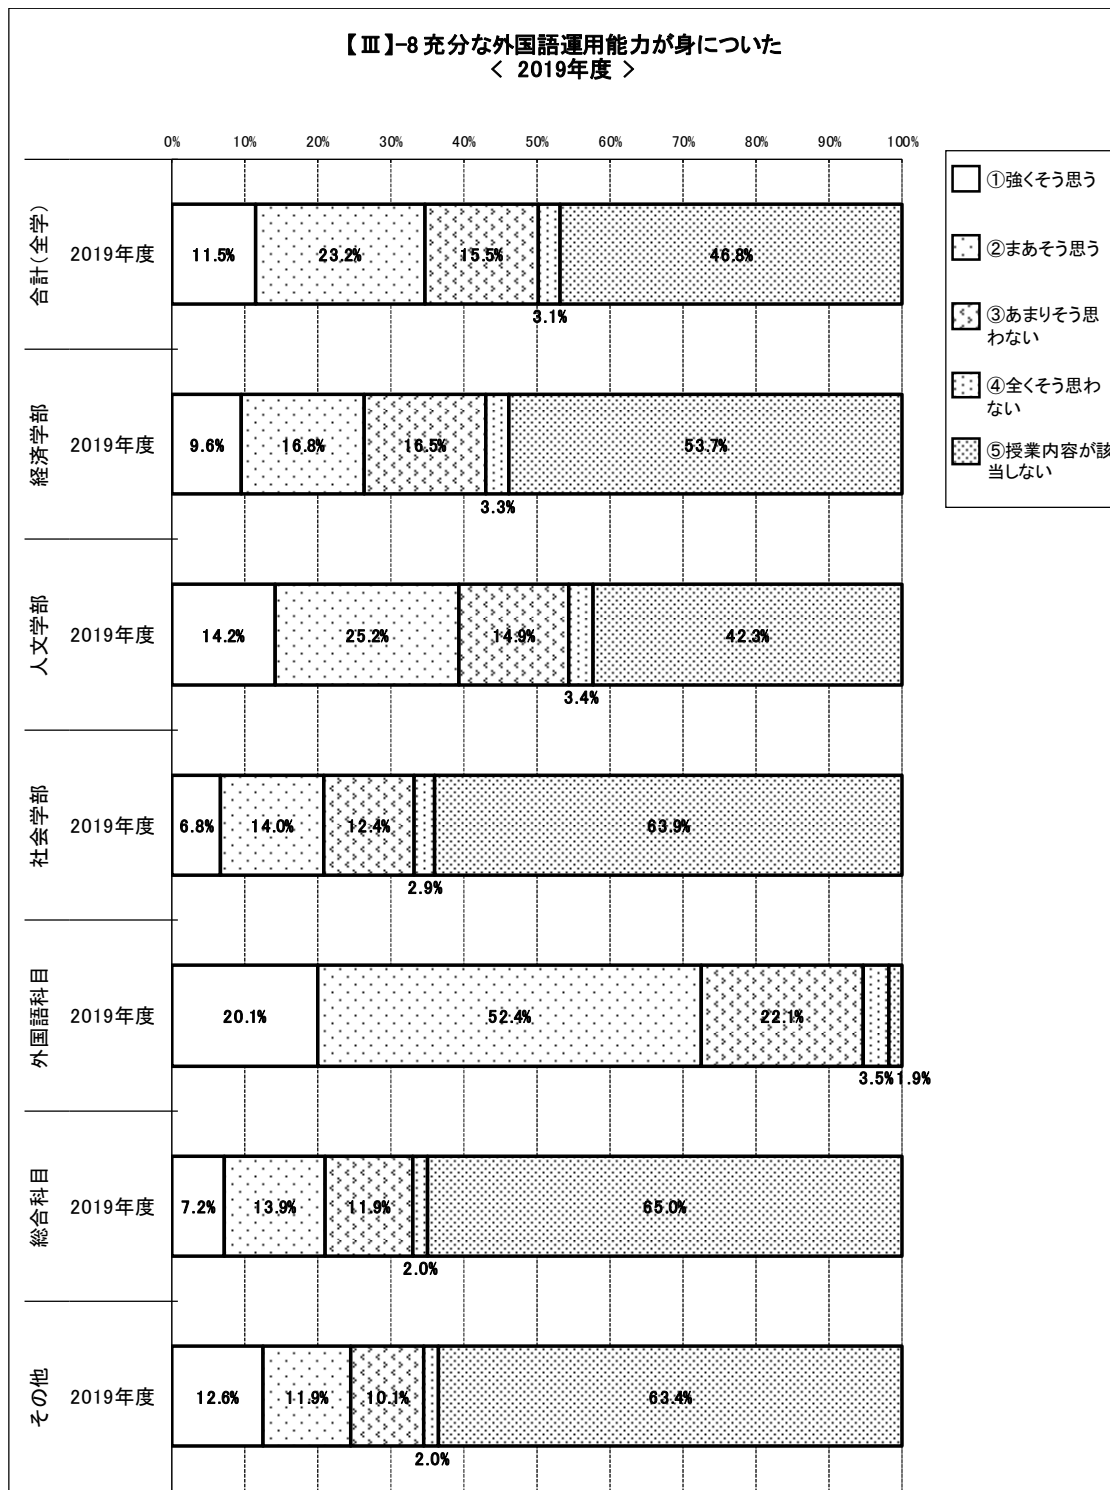 【Ⅲ】-8 充分な外国語運用能力が身についた
< 2019年度 >
0% 10% 20% 30% 40% 50% 60% 70% 80% 90% 100%
①強くそう思う
②まあそう思う
③あまりそう思
わない
④全くそう思わ
ない
⑤授業内容が該
当しない
合計(全学)
2019年度
11.5% 23.2% 15.5% 46.8%
3.1%
経済学部
2019年度
9.6% 16.8% 16.5% 53.7%
3.3%
人文学部
2019年度
14.2% 25.2% 14.9% 42.3%
3.4%
社会学部
2019年度
6.8% 14.0% 12.4% 63.9%
2.9%
外国語科目
2019年度
20.1% 52.4% 22.1%
3.5% 1.9%
総合科目
2019年度
7.2% 13.9% 11.9% 65.0%
2.0%
その他
2019年度
12.6% 11.9% 10.1% 63.4%
2.0%